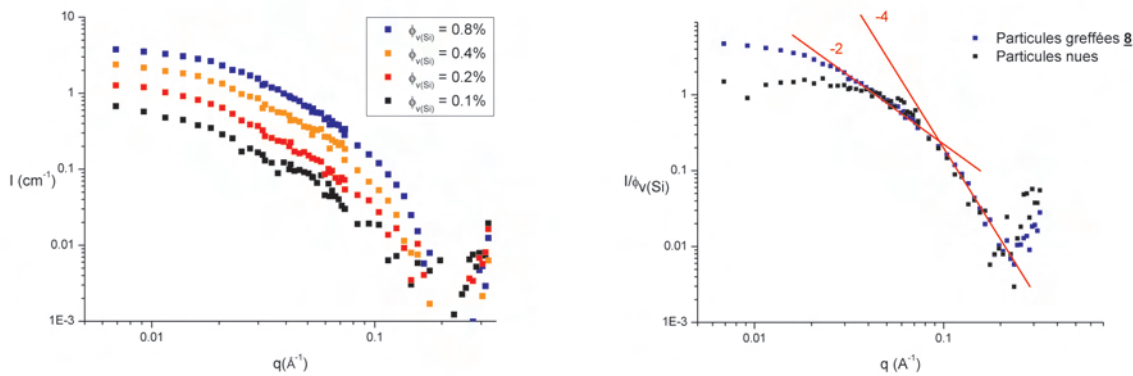 10
1
0.1
0.01
1E-3
I (cm⁻¹)
0.01
0.1
q(Å⁻¹)
ϕv(Si) = 0.8%
ϕv(Si) = 0.4%
ϕv(Si) = 0.2%
ϕv(Si) = 0.1%
10
1
0.1
0.01
1E-3
I/ϕV(Si)
0.01
0.1
q (A⁻¹)
-4
-2
Particules greffées 8
Particules nues